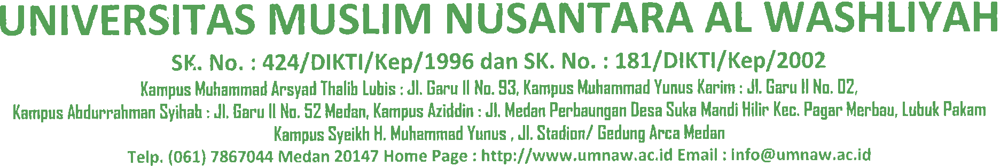 UNIVERSITAS MUSLIM NUSANTARA AL WASHLIYAH
SK. No. : 424/DIKTI/Kep/1996 dan SK. No. : 181/DIKTI/Kep/2002
Kampus Muhammad Arsyad Thalib Lubis : Jl. Garu II No. 93, Kampus Muhammad Yunus Karim : Jl. Garu II No. 02,
Kampus Abdurrahman Syihab : Jl. Garu II No. 52 Medan, Kampus Aziddin : Jl. Medan Perbaungan Desa Suka Mandi Hilir Kec. Pagar Merbau, Lubuk Pakam
Kampus Syeikh H. Muhammad Yunus , Jl. Stadion/ Gedung Arca Medan
Telp. (061) 7867044 Medan 20147 Home Page : http://www.umnaw.ac.id Email : info@umnaw.ac.id